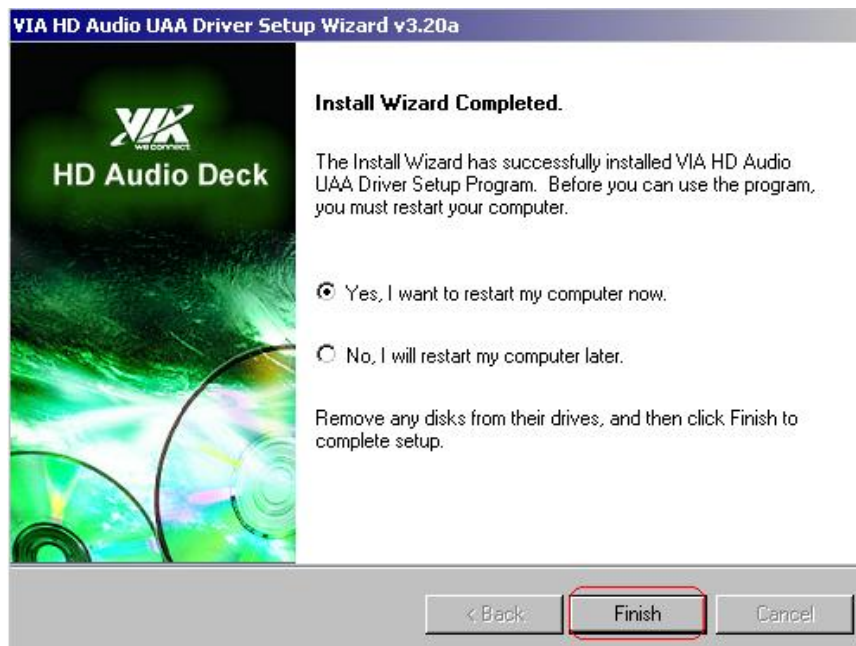 VIA HD Audio UAA Driver Setup Wizard v3.20a
VIA
we connect
HD Audio Deck
Install Wizard Completed.
The Install Wizard has successfully installed VIA HD Audio
UAA Driver Setup Program.  Before you can use the program,
you must restart your computer.
Yes, I want to restart my computer now.
No, I will restart my computer later.
Remove any disks from their drives, and then click Finish to
complete setup.
< Back
Finish
Cancel